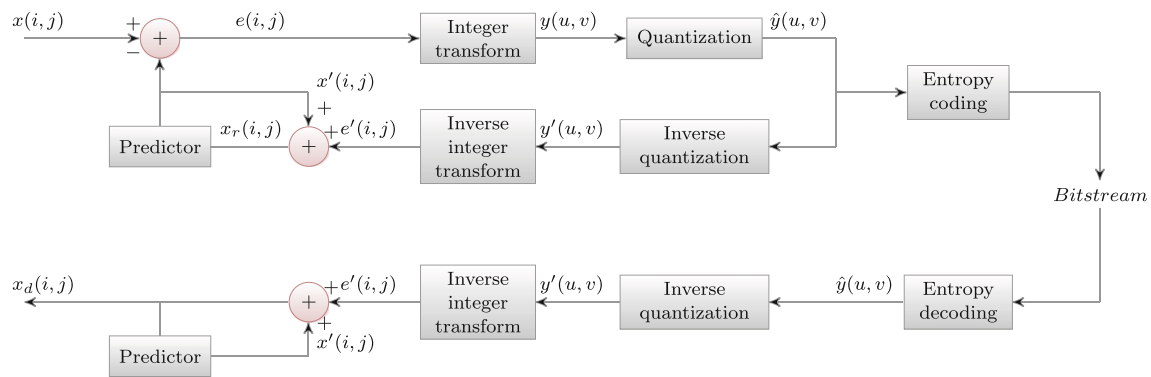 x(i, j)
+
−
+
e(i, j)
Integer
transform
y(u, v)
Quantization
ŷ(u, v)
Entropy
coding
x′(i, j)
+
Predictor
x_r(i, j)
+
+
e′(i, j)
Inverse
integer
transform
y′(u, v)
Inverse
quantization
Bitstream
x_d(i, j)
+
+
e′(i, j)
Inverse
integer
transform
y′(u, v)
Inverse
quantization
ŷ(u, v)
Entropy
decoding
+
x′(i, j)
Predictor